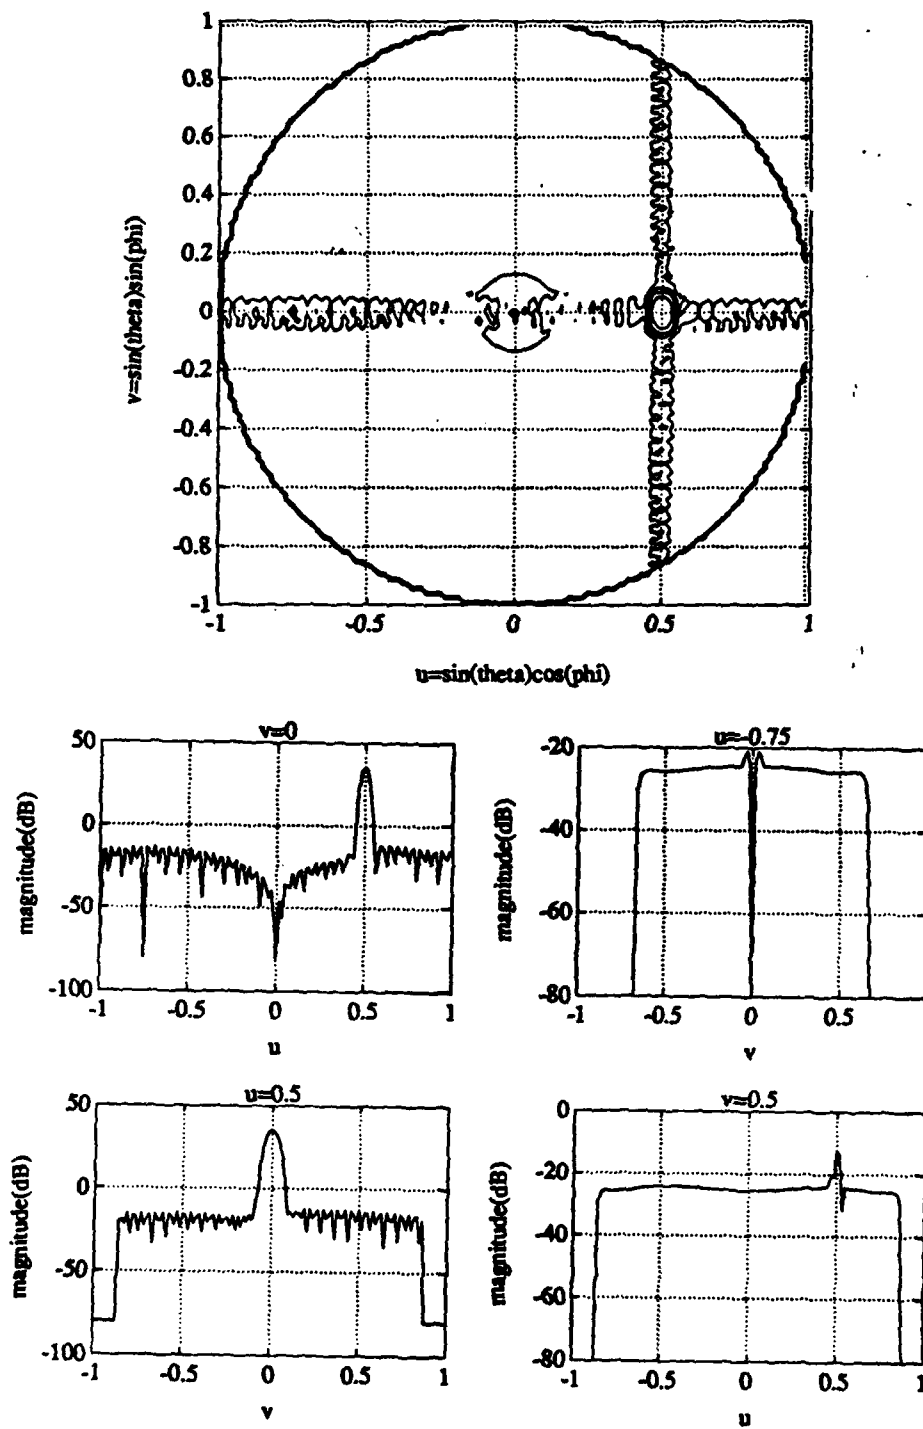 1
0.8
0.6
0.4
0.2
0
-0.2
-0.4
-0.6
-0.8
-1
v=sin(theta)sin(phi)
-1 -0.5 0 0.5 1
u=sin(theta)cos(phi)
v=0
50
0
-50
-100
magnitude(dB)
-1 -0.5 0 0.5 1
u
u=-0.75
-20
-40
-60
-80
magnitude(dB)
-1 -0.5 0 0.5 1
v
u=0.5
50
0
-50
-100
magnitude(dB)
-1 -0.5 0 0.5 1
v
v=0.5
0
-20
-40
-60
-80
magnitude(dB)
-1 -0.5 0 0.5 1
u